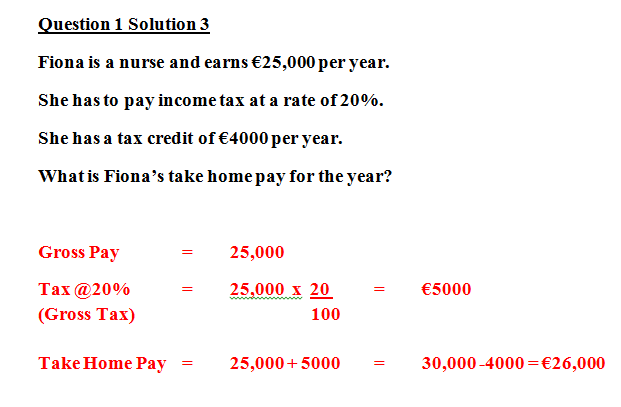 Question 1 Solution 3
Fiona is a nurse and earns €25,000 per year.
She has to pay income tax at a rate of 20%.
She has a tax credit of €4000 per year.
What is Fiona’s take home pay for the year?
Gross Pay = 25,000
Tax @20% = 25,000 x 20 = €5000
(Gross Tax) 100
Take Home Pay = 25,000 + 5000 = 30,000 -4000 = €26,000